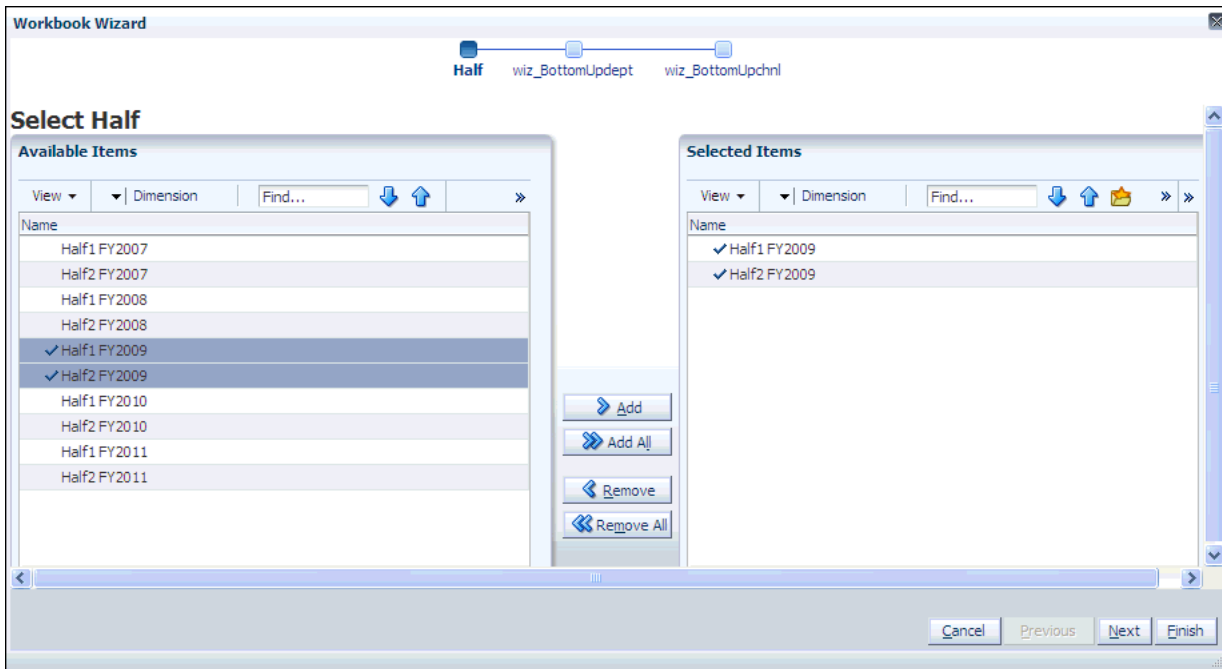 Workbook Wizard
Half wiz_BottomUpdept wiz_BottomUpchnl
Select Half
Available Items
View Dimension Find... »
Name
Half1 FY2007
Half2 FY2007
Half1 FY2008
Half2 FY2008
Half1 FY2009
Half2 FY2009
Half1 FY2010
Half2 FY2010
Half1 FY2011
Half2 FY2011
Add
Add All
Remove
Remove All
Selected Items
View Dimension Find... » »
Name
Half1 FY2009
Half2 FY2009
Cancel Previous Next Finish